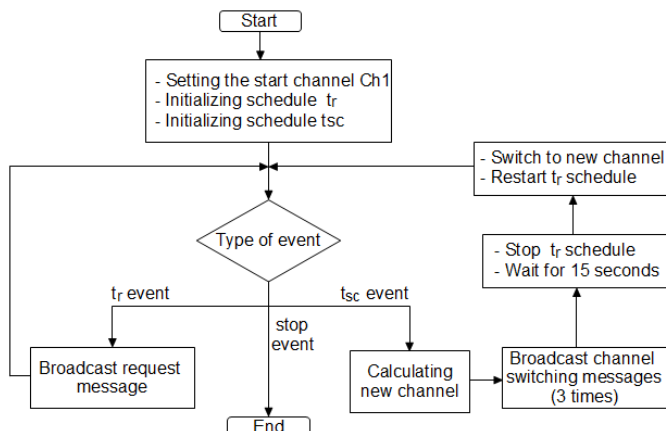 Start
- Setting the start channel Ch1
- Initializing schedule tr
- Initializing schedule tsc
- Switch to new channel
- Restart tr schedule
Type of event
- Stop tr schedule
- Wait for 15 seconds
tr event
tsc event
stop
event
Broadcast request
message
Calculating
new channel
Broadcast channel
switching messages
(3 times)
End